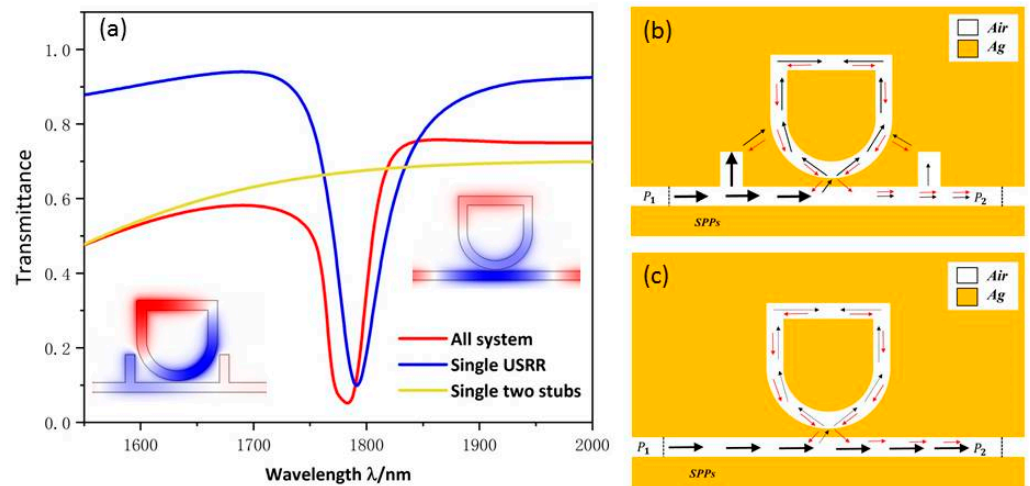 (a)
1.0
0.8
0.6
0.4
0.2
0.0
Transmittance
All system
Single USRR
Single two stubs
1600
1700
1800
1900
2000
Wavelength λ/nm
(b)
Air
Ag
P1
P2
SPPs
(c)
Air
Ag
P1
P2
SPPs